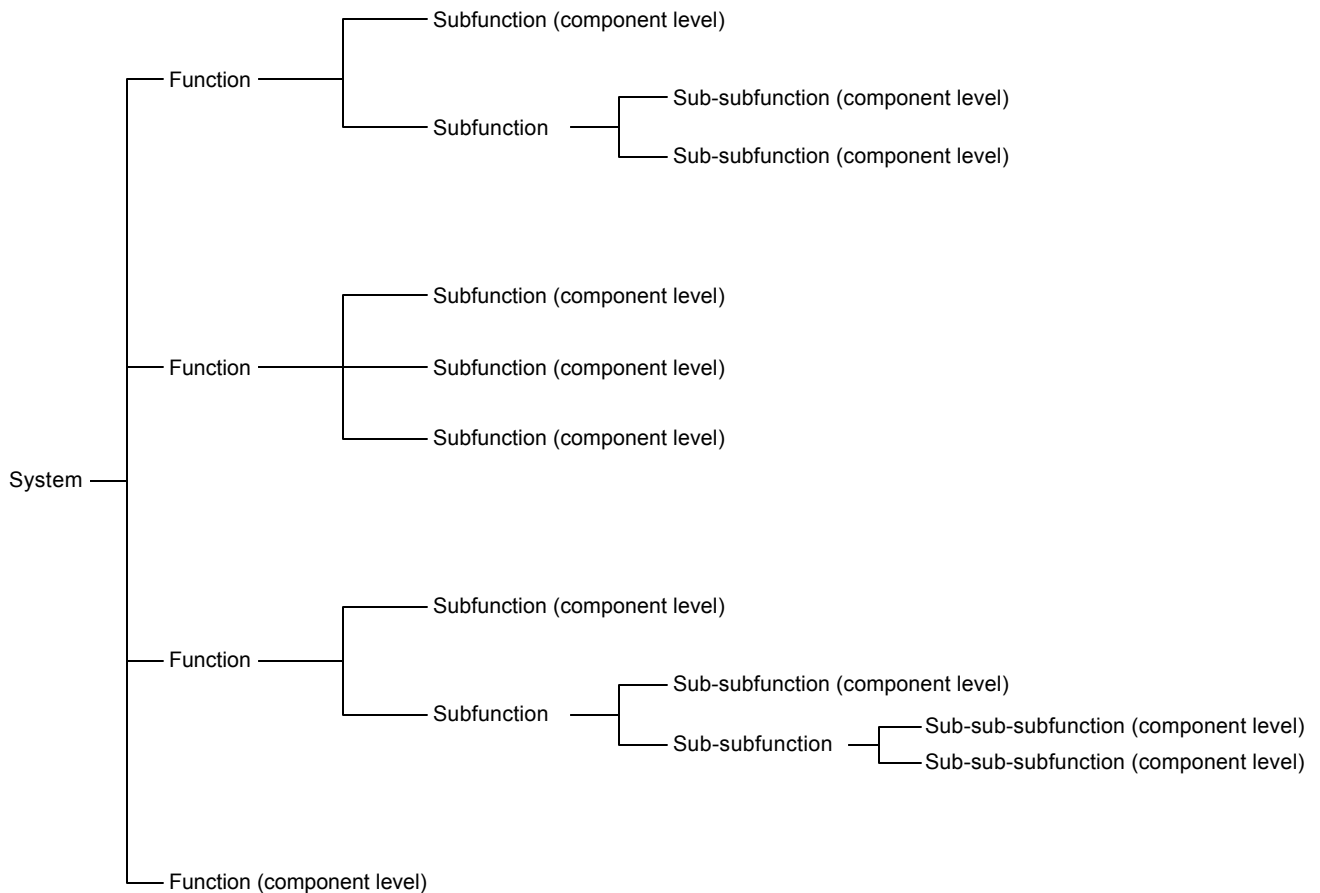 Subfunction (component level)
Function
Sub-subfunction (component level)
Subfunction
Sub-subfunction (component level)
Subfunction (component level)
Function
Subfunction (component level)
Subfunction (component level)
System
Subfunction (component level)
Function
Sub-subfunction (component level)
Subfunction
Sub-sub-subfunction (component level)
Sub-subfunction
Sub-sub-subfunction (component level)
Function (component level)